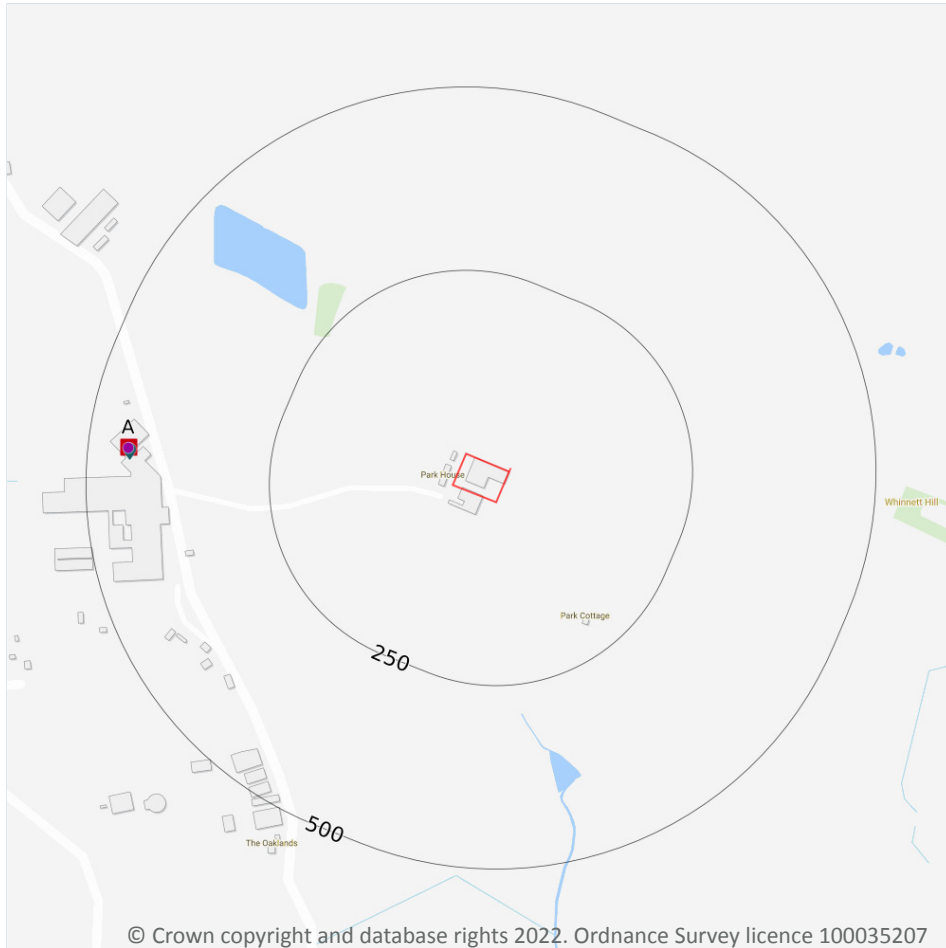 A
Park House
Whinnett Hill
Park Cottage
250
500
The Oaklands
© Crown copyright and database rights 2022. Ordnance Survey licence 100035207